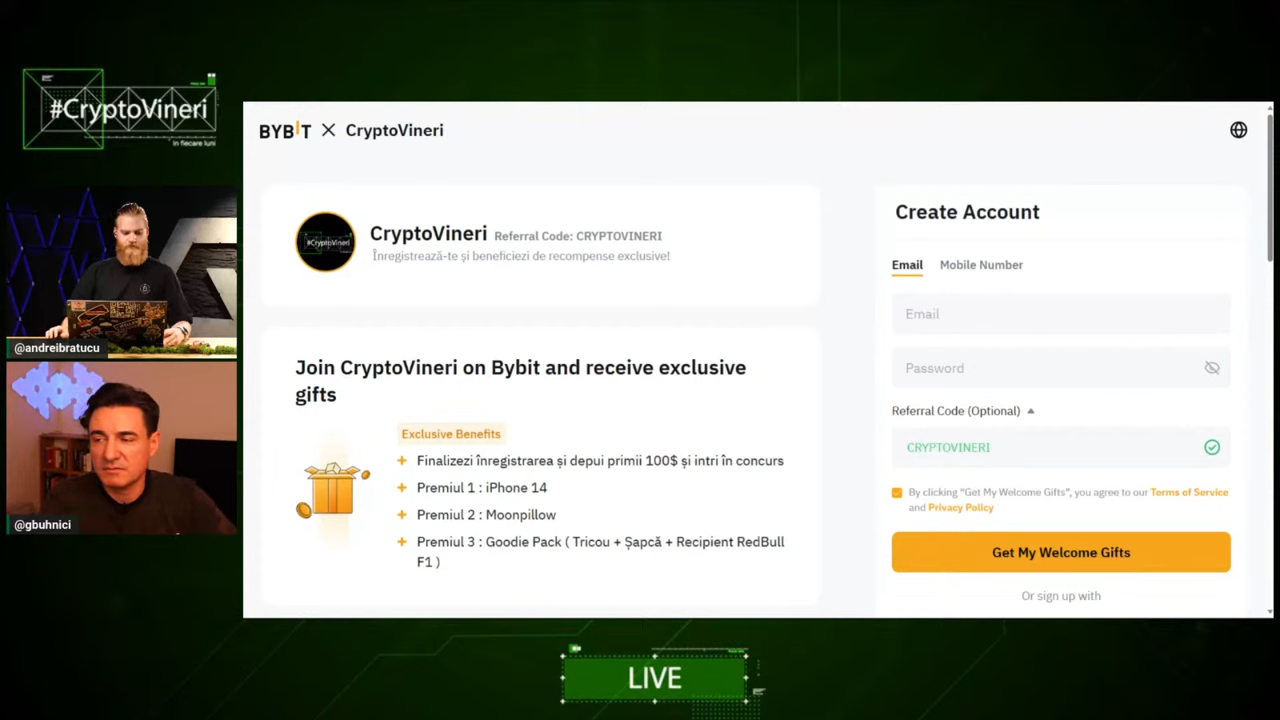 #CryptoVineri
în fiecare luni
@andreibratucu
@gbuhnici
BYBIT X CryptoVineri
CryptoVineri Referral Code: CRYPTOVINERI
Înregistrează-te și beneficiezi de recompense exclusive!
#CryptoVineri
Join CryptoVineri on Bybit and receive exclusive
gifts
Exclusive Benefits
+ Finalizezi înregistrarea și depui primii 100$ și intri în concurs
+ Premiul 1 : iPhone 14
+ Premiul 2 : Moonpillow
+ Premiul 3 : Goodie Pack ( Tricou + Șapcă + Recipient RedBull
F1 )
Create Account
Email Mobile Number
Email
Password
Referral Code (Optional)
CRYPTOVINERI
By clicking “Get My Welcome Gifts”, you agree to our Terms of Service
and Privacy Policy
Get My Welcome Gifts
Or sign up with
LIVE